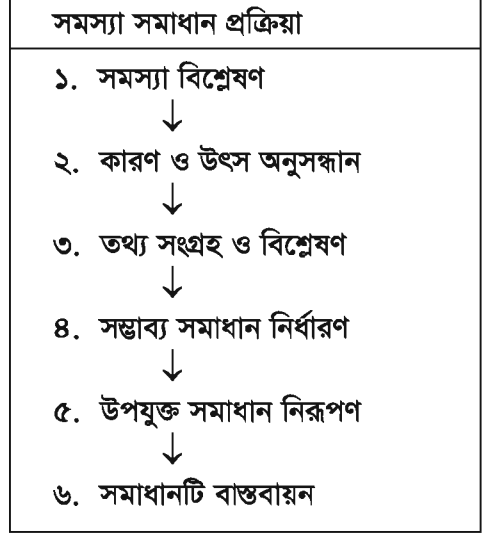 সমস্যা সমাধান প্রক্রিয়া
১. সমস্যা বিশ্লেষণ
↓
২. কারণ ও উৎস অনুসন্ধান
↓
৩. তথ্য সংগ্রহ ও বিশ্লেষণ
↓
৪. সম্ভাব্য সমাধান নির্ধারণ
↓
৫. উপযুক্ত সমাধান নিরূপণ
↓
৬. সমাধানটি বাস্তবায়ন